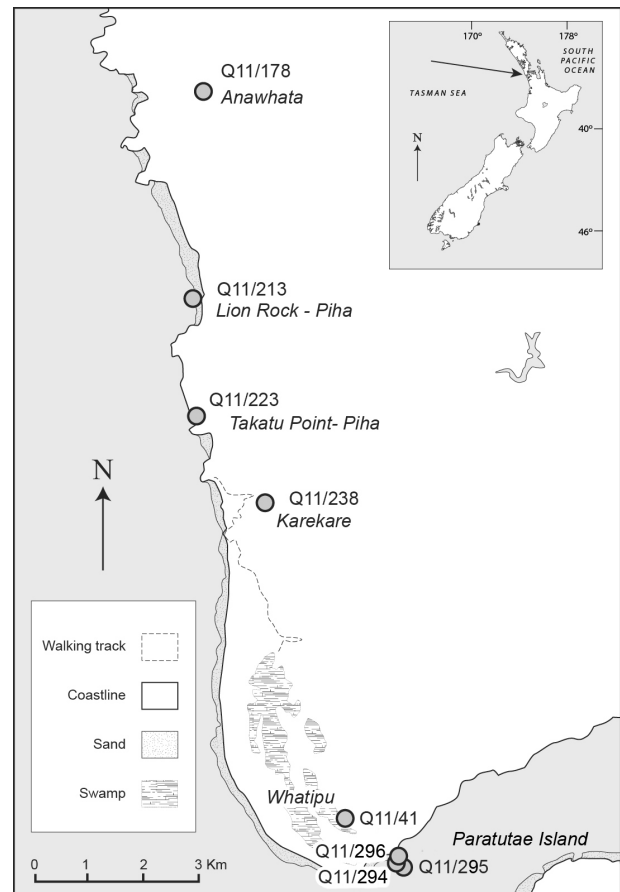 Q11/178
Anawhata
170°
178°
SOUTH
PACIFIC
OCEAN
TASMAN SEA
N
40°
46°
Q11/213
Lion Rock - Piha
Q11/223
Takatu Point- Piha
N
Q11/238
Karekare
Walking track
Coastline
Sand
Swamp
Whatipu
Q11/41
Paratutae Island
Q11/296
Q11/295
Q11/294
0 1 2 3 Km